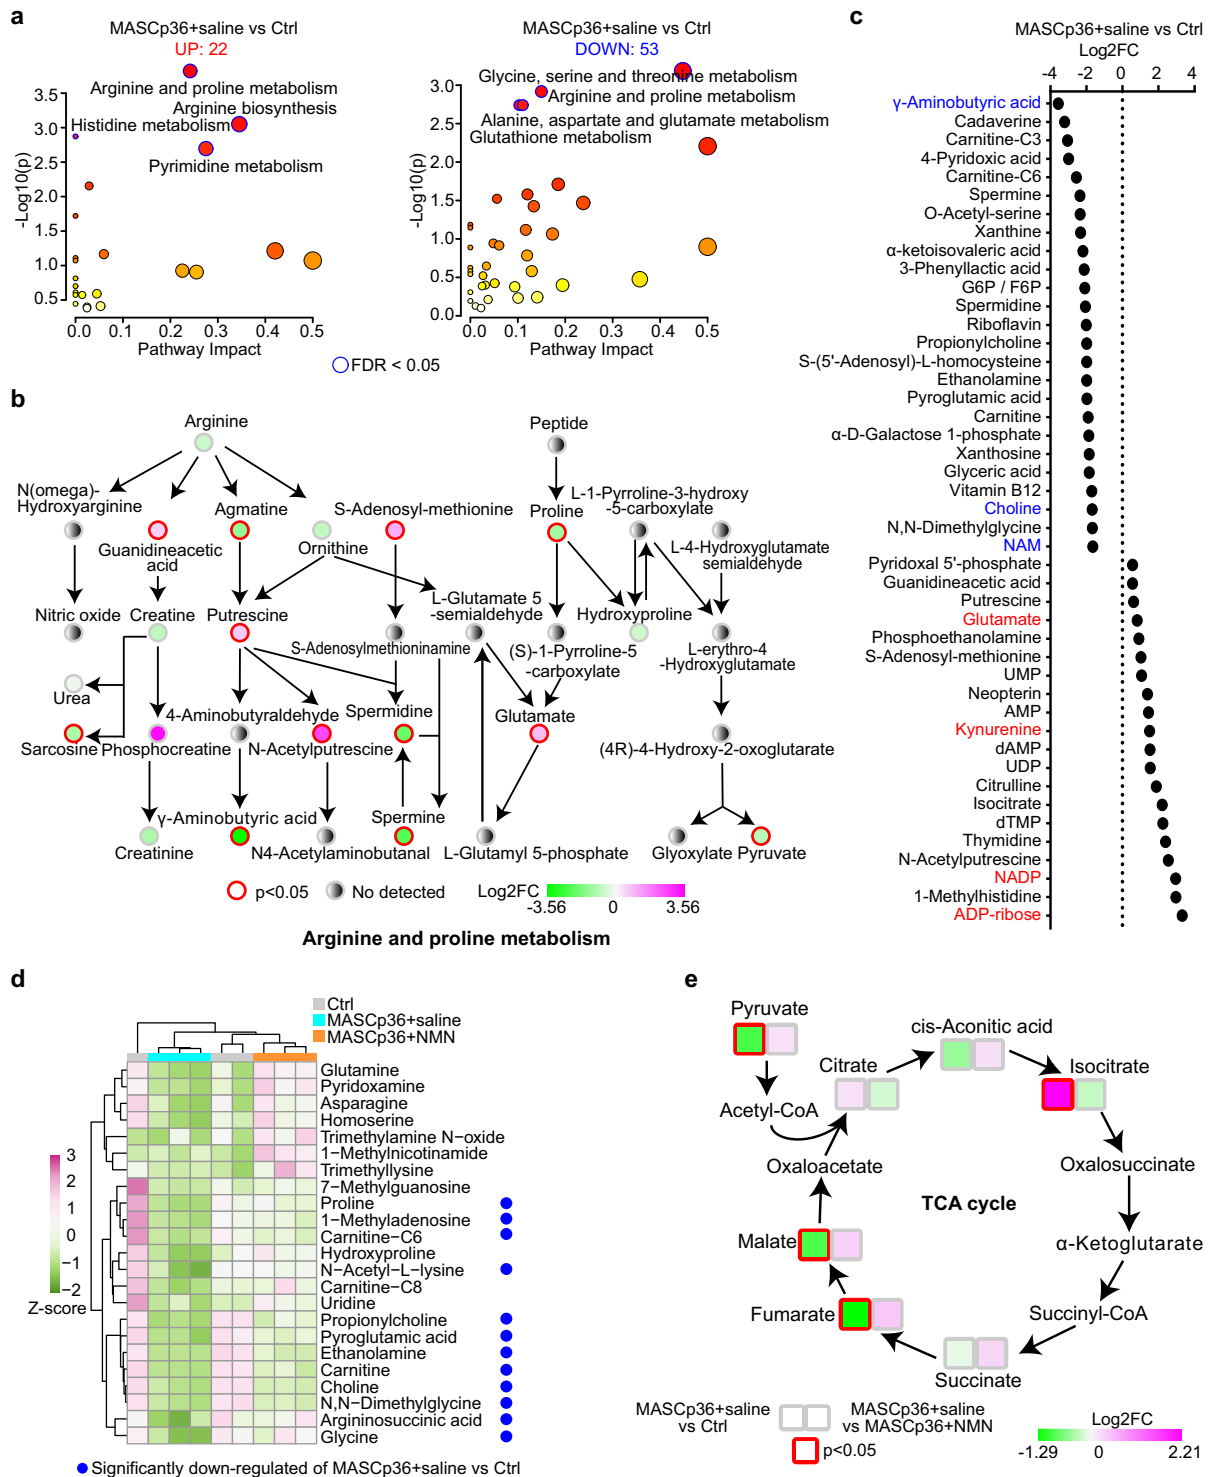 a
MASCp36+saline vs Ctrl
UP: 22
Arginine and proline metabolism
Arginine biosynthesis
Histidine metabolism
Pyrimidine metabolism
-Log10(p)
3.5
3.0
2.5
2.0
1.5
1.0
0.5
0.0 0.1 0.2 0.3 0.4 0.5
Pathway Impact
MASCp36+saline vs Ctrl
DOWN: 53
Glycine, serine and threonine metabolism
Arginine and proline metabolism
Alanine, aspartate and glutamate metabolism
Glutathione metabolism
-Log10(p)
3.0
2.5
2.0
1.5
1.0
0.5
0.0
0.0 0.1 0.2 0.3 0.4 0.5
Pathway Impact
FDR < 0.05
b
Arginine
Peptide
N(omega)-
Hydroxyarginine
Guanidineacetic
acid
Agmatine
Ornithine
S-Adenosyl-methionine
Proline
L-1-Pyrroline-3-hydroxy
-5-carboxylate
L-4-Hydroxyglutamate
semialdehyde
Nitric oxide
Creatine
Putrescine
S-Adenosylmethioninamine
L-Glutamate 5
-semialdehyde
(S)-1-Pyrroline-5
-carboxylate
Hydroxyproline
L-erythro-4
-Hydroxyglutamate
Urea
Sarcosine
Phosphocreatine
4-Aminobutyraldehyde
N-Acetylputrescine
Spermidine
Glutamate
(4R)-4-Hydroxy-2-oxoglutarate
Creatinine
γ-Aminobutyric acid
N4-Acetylaminobutanal
Spermine
L-Glutamyl 5-phosphate
Glyoxylate
Pyruvate
p<0.05
No detected
Log2FC
-3.56 0 3.56
Arginine and proline metabolism
c
MASCp36+saline vs Ctrl
Log2FC
-4 -2 0 2 4
γ-Aminobutyric acid
Cadaverine
Carnitine-C3
4-Pyridoxic acid
Carnitine-C6
Spermine
O-Acetyl-serine
Xanthine
α-ketoisovaleric acid
3-Phenyllactic acid
G6P / F6P
Spermidine
Riboflavin
Propionylcholine
S-(5'-Adenosyl)-L-homocysteine
Ethanolamine
Pyroglutamic acid
Carnitine
α-D-Galactose 1-phosphate
Xanthosine
Glyceric acid
Vitamin B12
Choline
N,N-Dimethylglycine
NAM
Pyridoxal 5'-phosphate
Guanidineacetic acid
Putrescine
Glutamate
Phosphoethanolamine
S-Adenosyl-methionine
UMP
Neopterin
AMP
Kynurenine
dAMP
UDP
Citrulline
Isocitrate
dTMP
Thymidine
N-Acetylputrescine
NADP
1-Methylhistidine
ADP-ribose
d
Ctrl
MASCp36+saline
MASCp36+NMN
3
2
1
0
−1
−2
Z-score
Glutamine
Pyridoxamine
Asparagine
Homoserine
Trimethylamine N−oxide
1−Methylnicotinamide
Trimethyllysine
7−Methylguanosine
Proline
1−Methyladenosine
Carnitine−C6
Hydroxyproline
N−Acetyl−L−lysine
Carnitine−C8
Uridine
Propionylcholine
Pyroglutamic acid
Ethanolamine
Carnitine
Choline
N,N−Dimethylglycine
Argininosuccinic acid
Glycine
Significantly down-regulated of MASCp36+saline vs Ctrl
e
Pyruvate
Acetyl-CoA
Citrate
cis-Aconitic acid
Isocitrate
Oxaloacetate
Oxalosuccinate
TCA cycle
Malate
α-Ketoglutarate
Fumarate
Succinyl-CoA
Succinate
MASCp36+saline
vs Ctrl
MASCp36+saline
vs MASCp36+NMN
p<0.05
Log2FC
-1.29 0 2.21